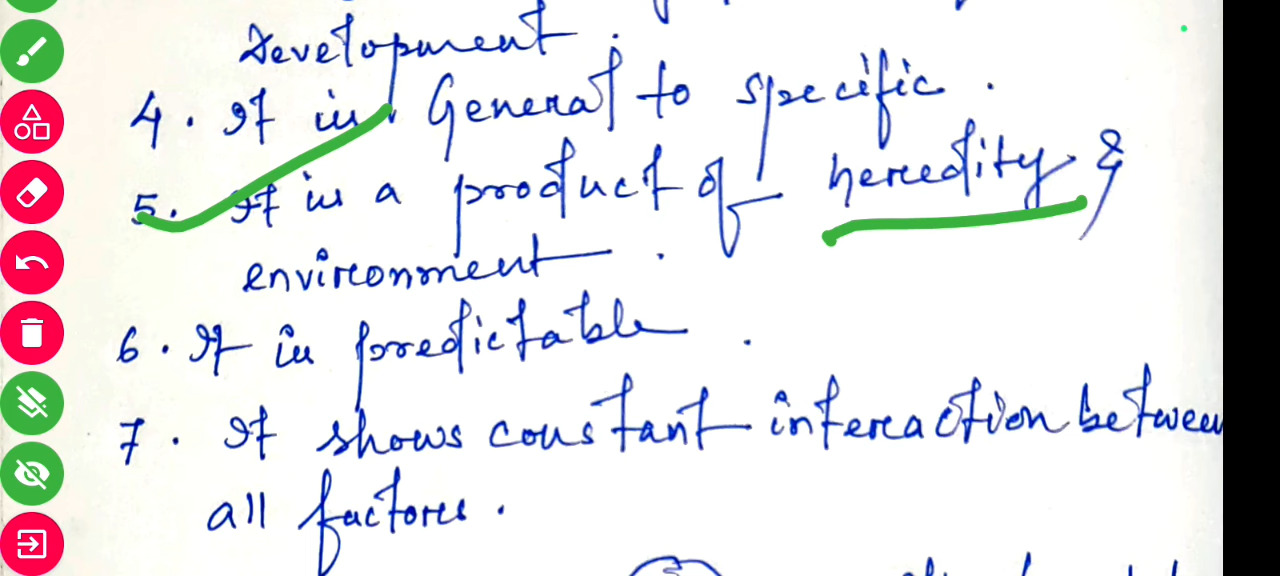 development.
4. It is General to specific.
5. It is a product of heredity &
environment.
6. It is predictable.
7. It shows constant interaction between
all factores.